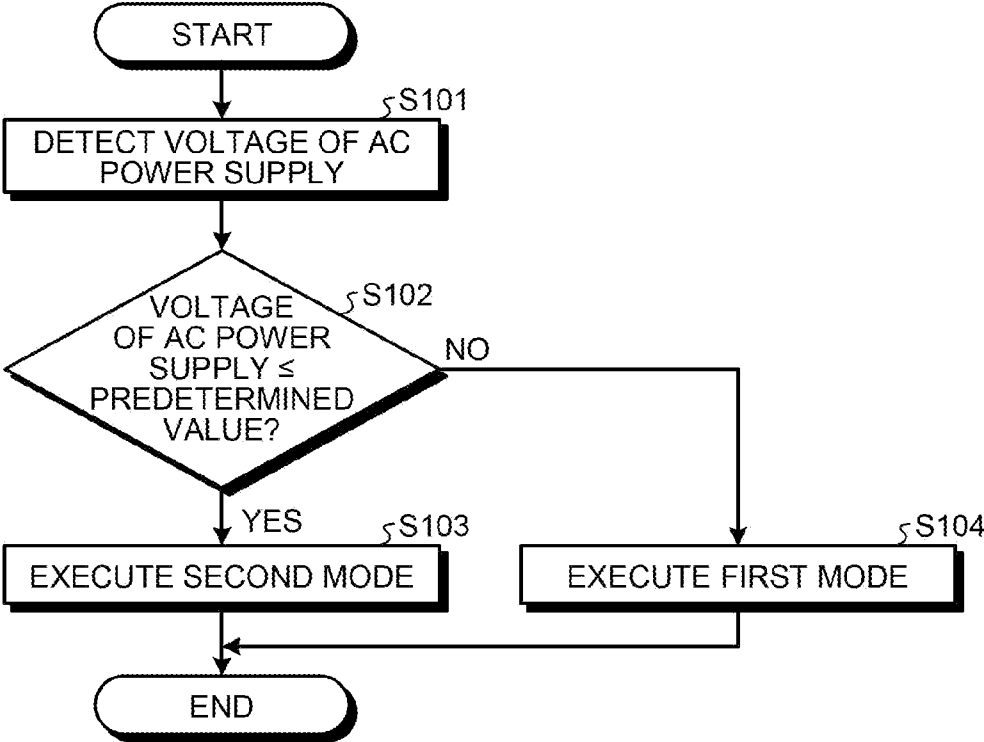 START
S101
DETECT VOLTAGE OF AC
POWER SUPPLY
S102
VOLTAGE
OF AC POWER
SUPPLY ≤
PREDETERMINED
VALUE?
NO
YES
S103
EXECUTE SECOND MODE
S104
EXECUTE FIRST MODE
END